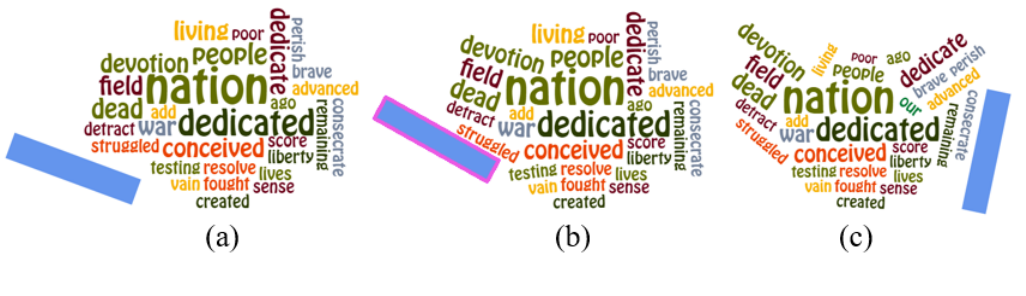 living poor dedicate perish
devotion people brave
field nation advanced
dead add ago remaining consecrate
detract war dedicated
struggled conceived score
liberty
testing resolve lives
vain fought sense
created
(a)
living poor dedicate perish
devotion people brave
field nation advanced
dead add ago remaining consecrate
detract war dedicated
struggled conceived score
liberty
testing resolve lives
vain fought sense
created
(b)
devotion living poor ago dedicate
field people brave perish
dead nation our advanced
detract add remaining consecrate
struggled war dedicated
conceived score
liberty
testing resolve lives
vain fought sense
created
(c)